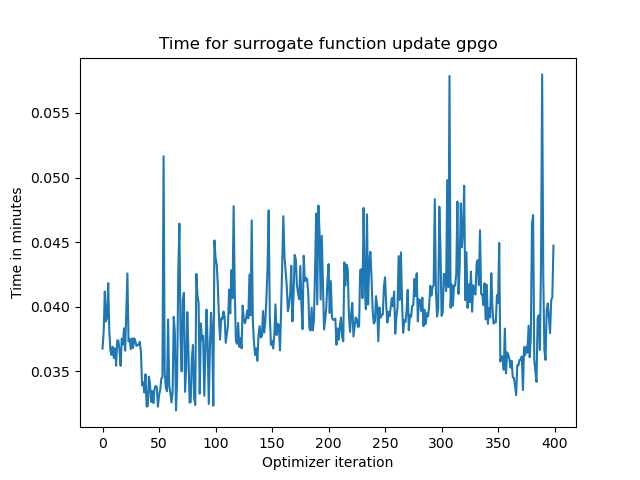 Time for surrogate function update gpgo
0.055
0.050
0.045
0.040
0.035
Time in minutes
0 50 100 150 200 250 300 350 400
Optimizer iteration